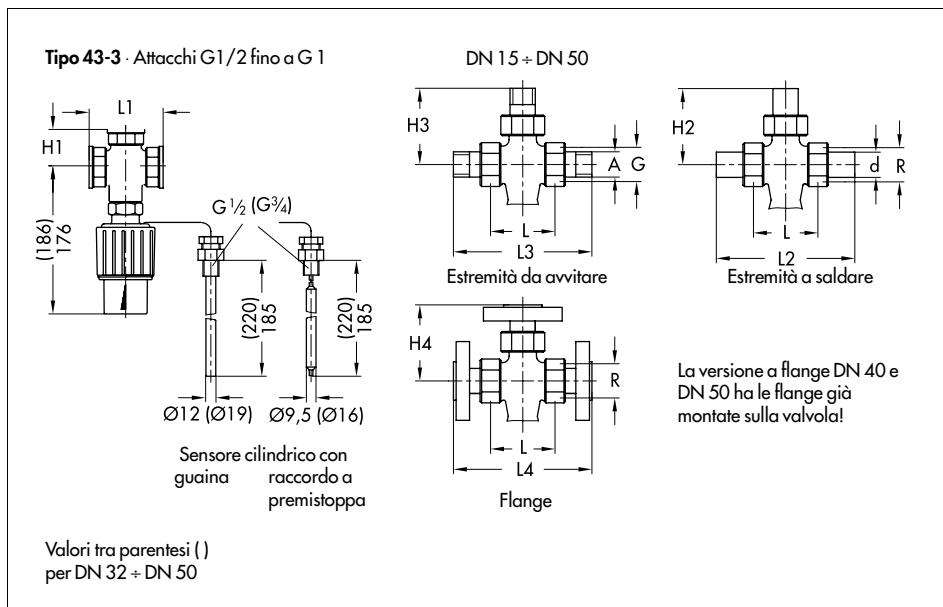 Tipo 43-3 · Attacchi G1/2 fino a G 1
DN 15 ÷ DN 50
L1
H1
(186)
176
G ½ (G¾)
(220)
185
(220)
185
Ø12 (Ø19)
Ø9,5 (Ø16)
Sensore cilindrico con
guaina
raccordo a
premistoppa
H3
A
G
L
L3
Estremità da avvitare
H2
d
R
L
L2
Estremità a saldare
H4
R
L
L4
Flange
La versione a flange DN 40 e
DN 50 ha le flange già
montate sulla valvola!
Valori tra parentesi ( )
per DN 32 ÷ DN 50